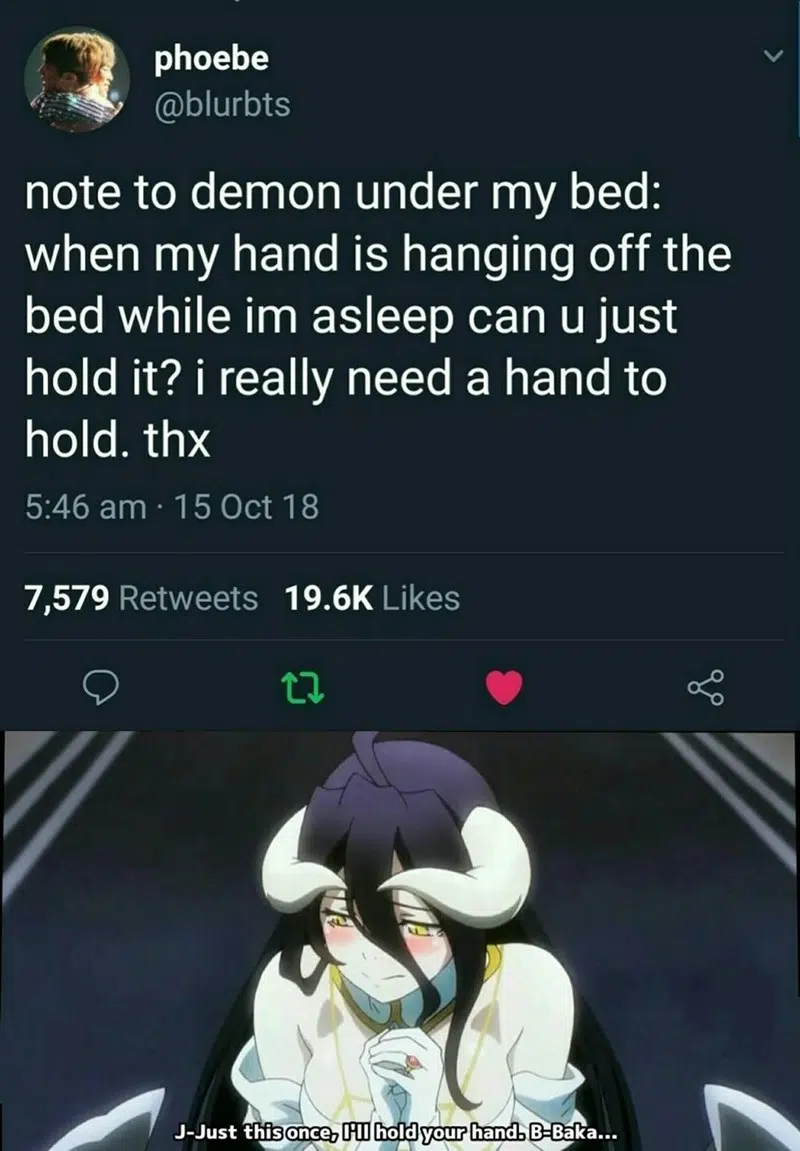 phoebe
@blurbts
note to demon under my bed:
when my hand is hanging off the
bed while im asleep can u just
hold it? i really need a hand to
hold. thx
5:46 am · 15 Oct 18
7,579 Retweets 19.6K Likes
J-Just this once, I'll hold your hand. B-Baka...